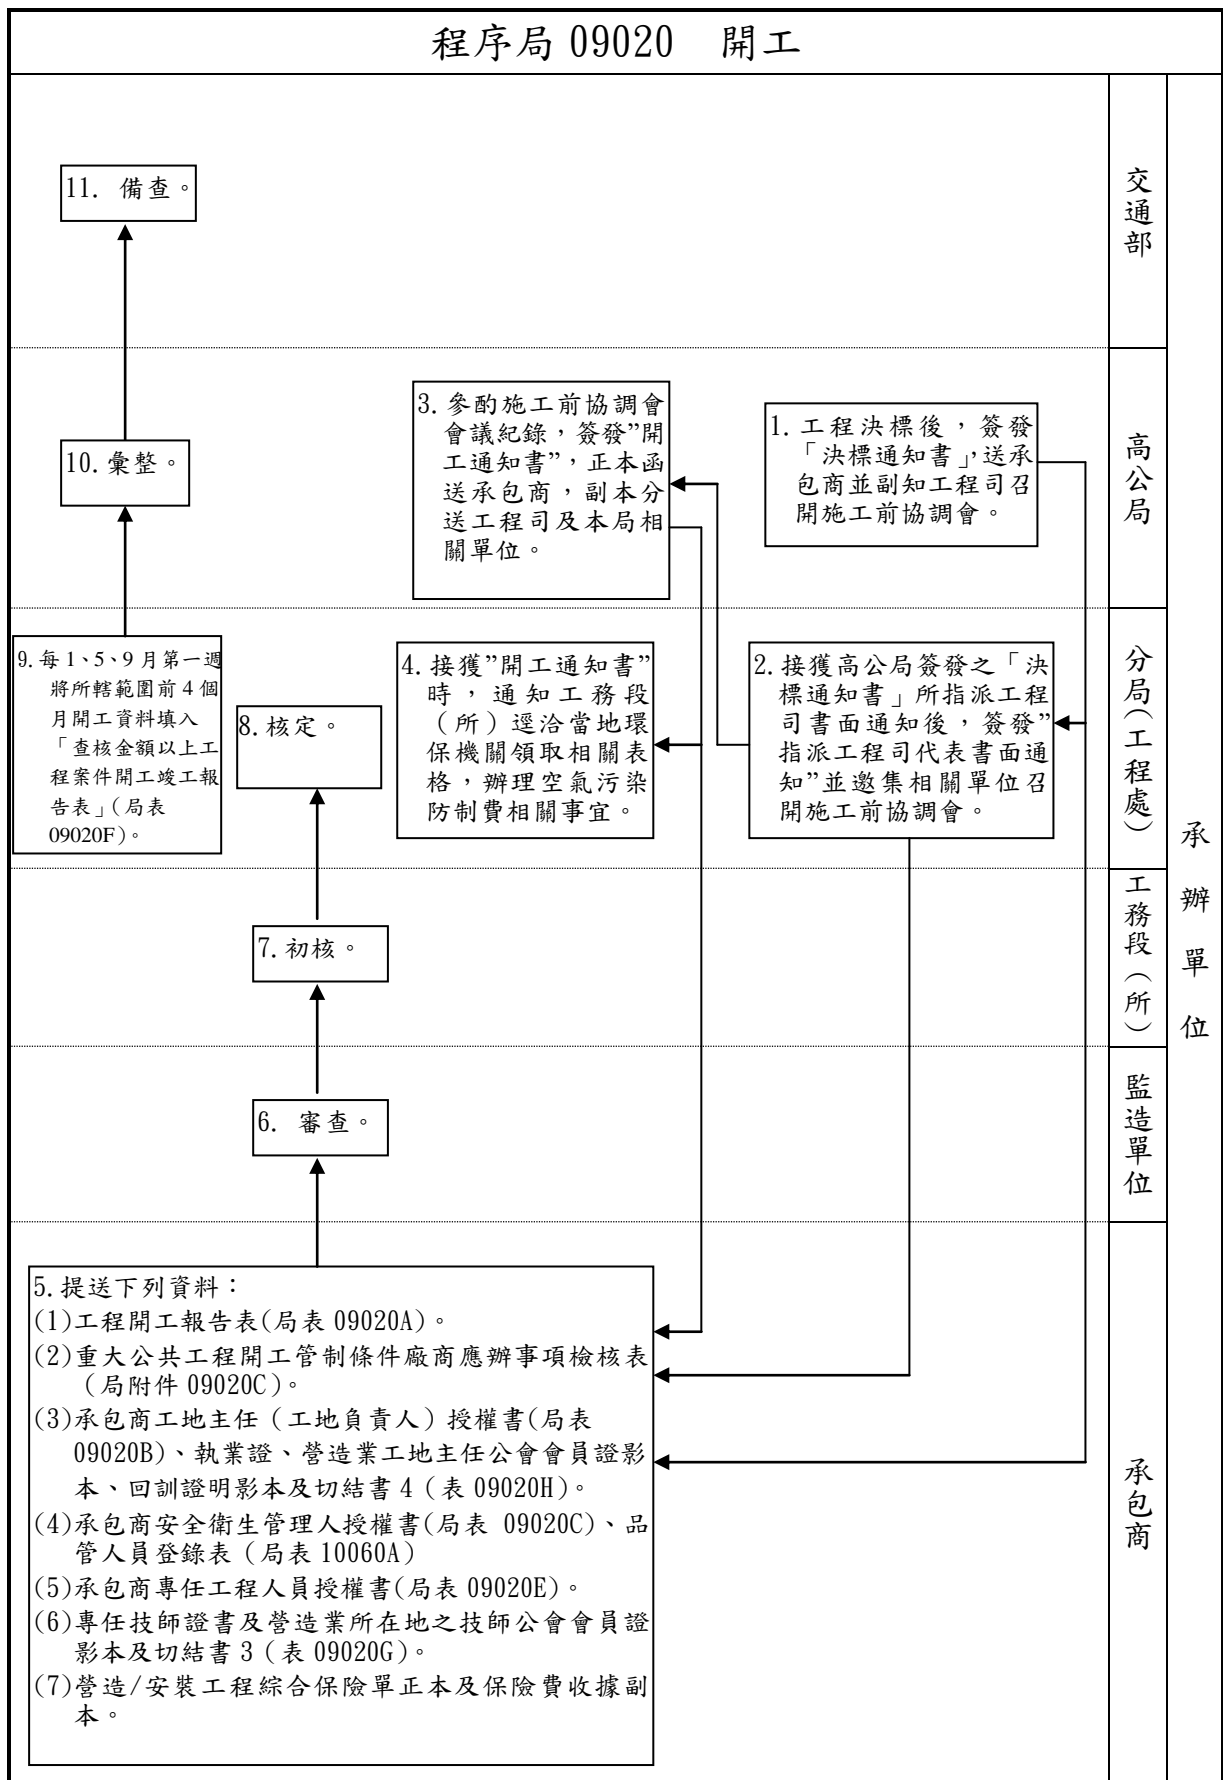 程序局 09020　開工
11. 備查。
交通部
3. 參酌施工前協調會
會議紀錄，簽發”開
工通知書”，正本函
送承包商，副本分
送工程司及本局相
關單位。
1. 工程決標後，簽發
「決標通知書」，送承
包商並副知工程司召
開施工前協調會。
10. 彙整。
高公局
9. 每 1、5、9 月第一週
將所轄範圍前 4 個
月開工資料填入
「查核金額以上工
程案件開工竣工報
告表」(局表
09020F)。
8. 核定。
4. 接獲”開工通知書”
時，通知工務段
（所）逕洽當地環
保機關領取相關表
格，辦理空氣污染
防制費相關事宜。
2. 接獲高公局簽發之「決
標通知書」所指派工程
司書面通知後，簽發”
指派工程司代表書面通
知”並邀集相關單位召
開施工前協調會。
分局(工程處)
承辦單位
7. 初核。
工務段(所)
6. 審查。
監造單位
5. 提送下列資料：
(1)工程開工報告表(局表 09020A)。
(2)重大公共工程開工管制條件廠商應辦事項檢核表
（局附件 09020C)。
(3)承包商工地主任（工地負責人）授權書(局表
09020B)、執業證、營造業工地主任公會會員證影
本、回訓證明影本及切結書 4（表 09020H)。
(4)承包商安全衛生管理人授權書(局表 09020C)、品
管人員登錄表（局表 10060A）
(5)承包商專任工程人員授權書(局表 09020E)。
(6)專任技師證書及營造業所在地之技師公會會員證
影本及切結書 3（表 09020G)。
(7)營造/安裝工程綜合保險單正本及保險費收據副
本。
承包商